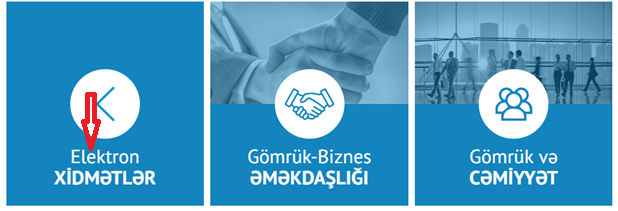 Elektron
XİDMƏTLƏR
Gömrük-Biznes
ƏMƏKDAŞLIĞI
Gömrük və
CƏMİYYƏT